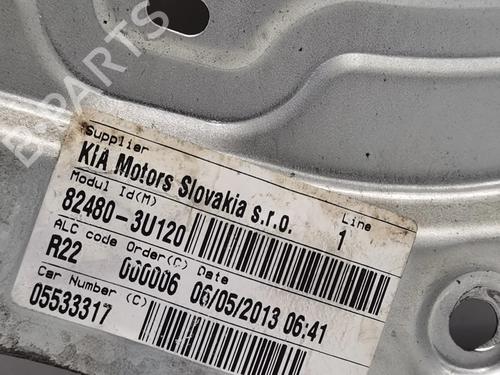 B-PARTS
Supplier
KIA Motors Slovakia s.r.o.
Line
1
Modul Id(M)
82480-3U120
ALC code Order(C) Date
R22 000006 06/05/2013 06:41
Car Number (C)
05533317